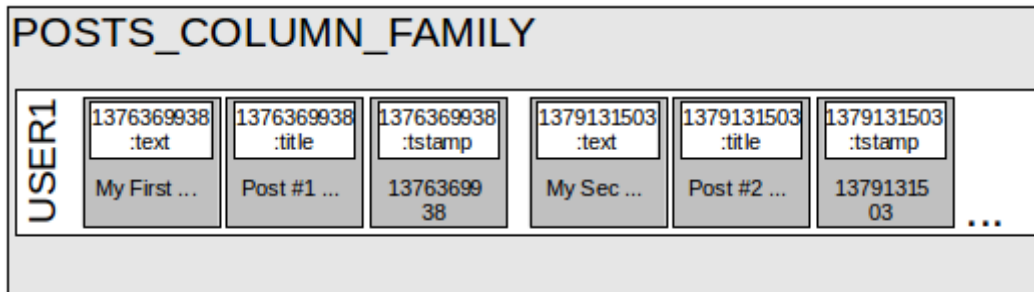 POSTS_COLUMN_FAMILY
USER1
1376369938
:text
My First ...
1376369938
:title
Post #1 ...
1376369938
:tstamp
13763699
38
1379131503
:text
My Sec ...
1379131503
:title
Post #2 ...
1379131503
:tstamp
13791315
03
...